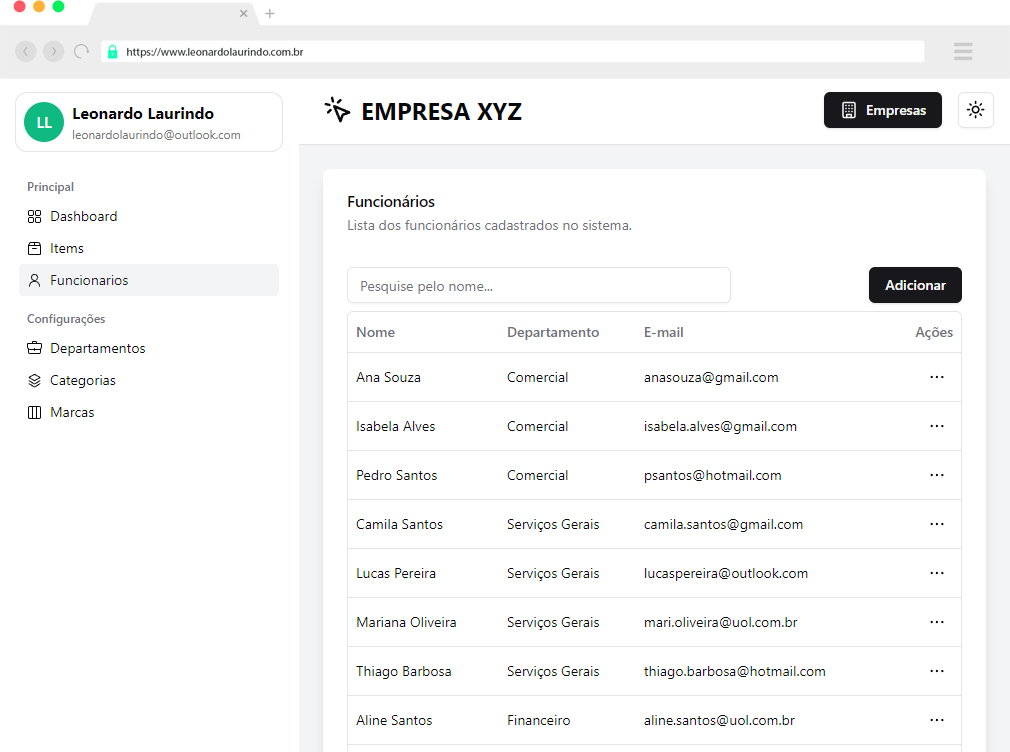 https://www.leonardolaurindo.com.br
LL
Leonardo Laurindo
leonardolaurindo@outlook.com
Principal
Dashboard
Items
Funcionarios
Configurações
Departamentos
Categorias
Marcas
EMPRESA XYZ
Empresas
Funcionários
Lista dos funcionários cadastrados no sistema.
Pesquise pelo nome...
Adicionar
Nome Departamento E-mail Ações
Ana Souza Comercial anasouza@gmail.com ...
Isabela Alves Comercial isabela.alves@gmail.com ...
Pedro Santos Comercial psantos@hotmail.com ...
Camila Santos Serviços Gerais camila.santos@gmail.com ...
Lucas Pereira Serviços Gerais lucaspereira@outlook.com ...
Mariana Oliveira Serviços Gerais mari.oliveira@uol.com.br ...
Thiago Barbosa Serviços Gerais thiago.barbosa@hotmail.com ...
Aline Santos Financeiro aline.santos@uol.com.br ...